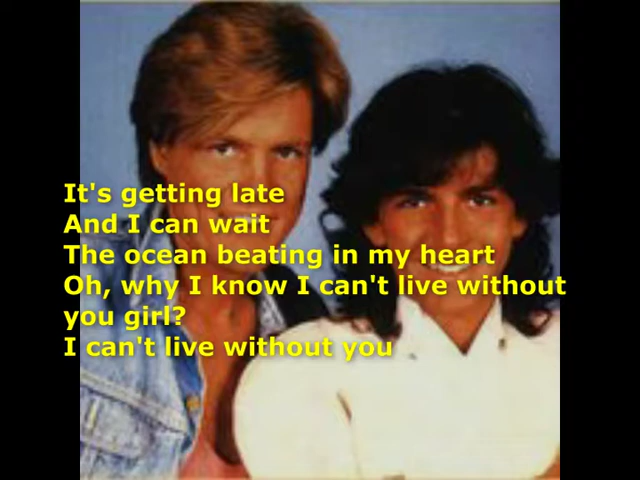 It's getting late
And I can wait
The ocean beating in my heart
Oh, why I know I can't live without
you girl?
I can't live without you